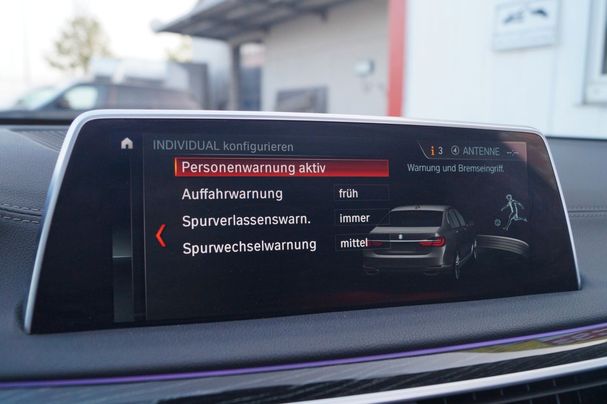 INDIVIDUAL konfigurieren
i 3 4 ANTENNE --:--
Personenwarnung aktiv
Warnung und Bremseingriff.
Auffahrwarnung früh
Spurverlassenswarn. immer
Spurwechselwarnung mittel